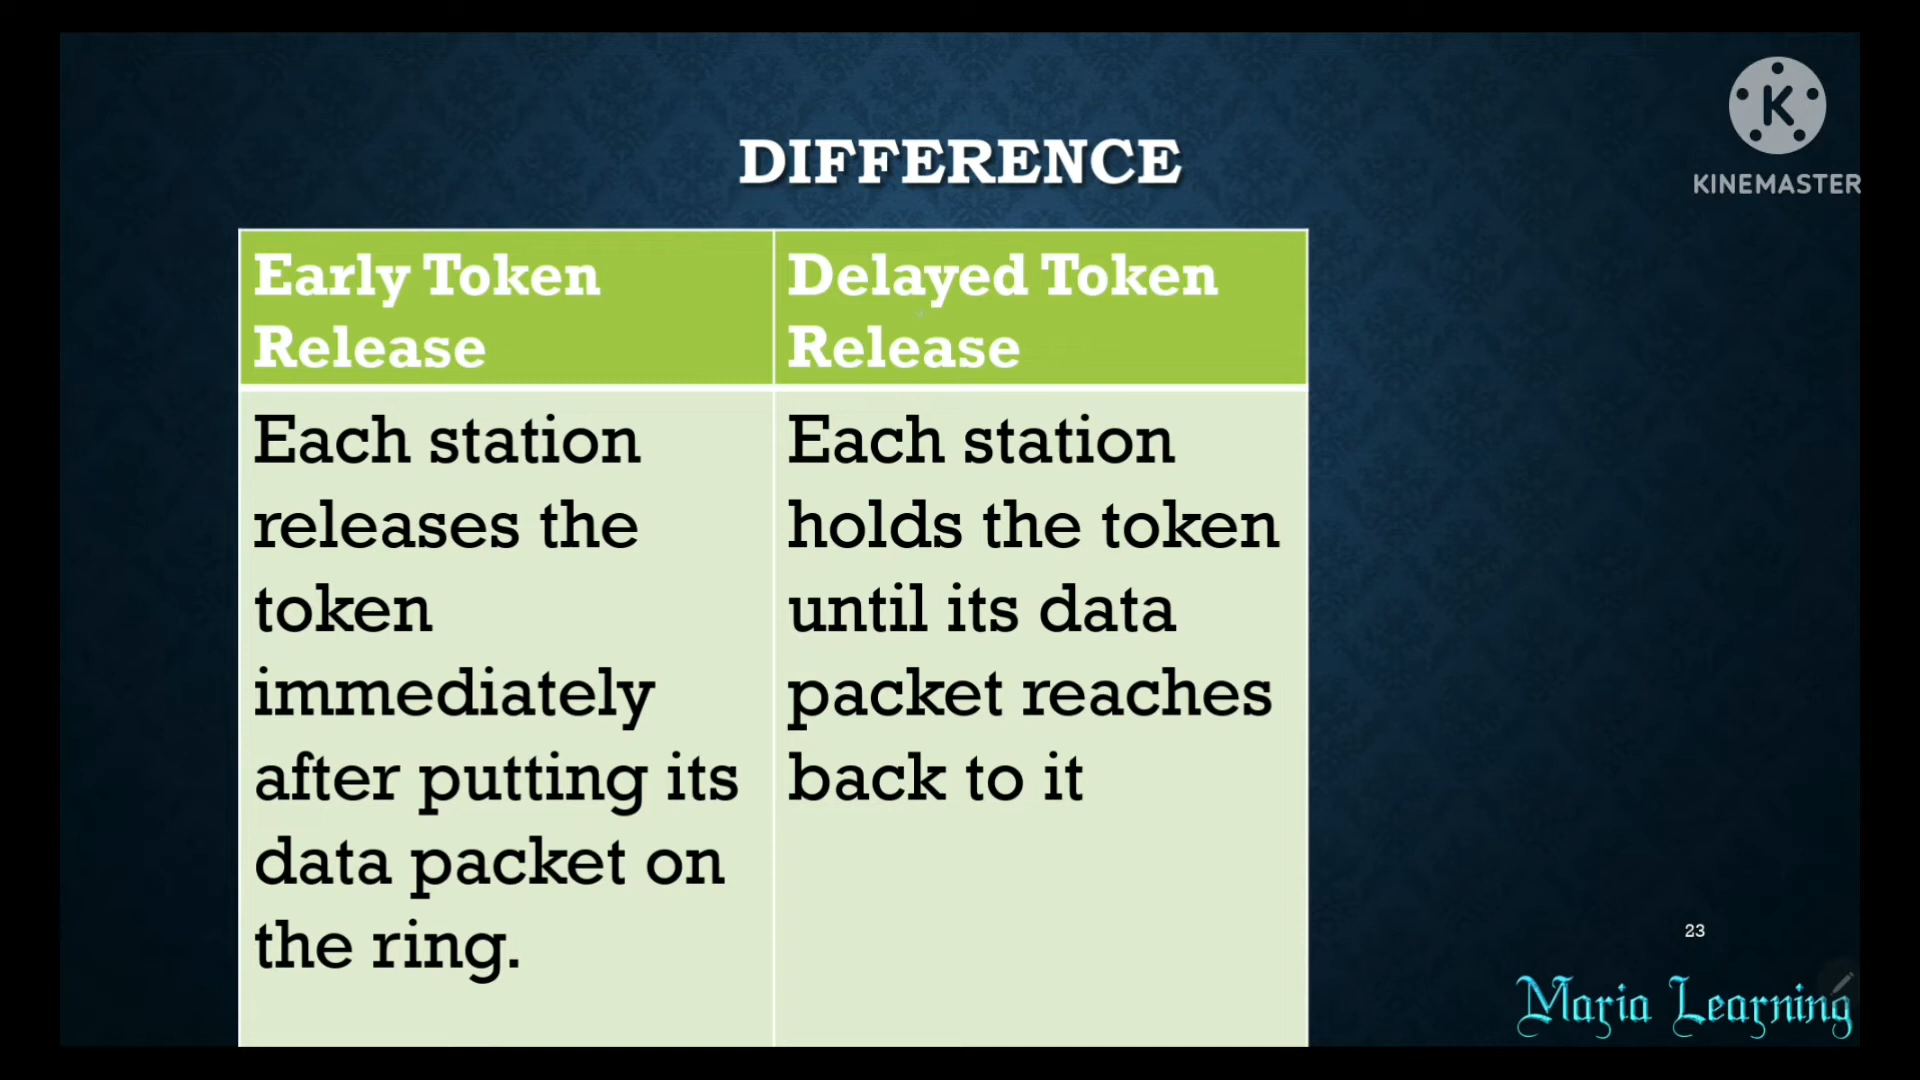 DIFFERENCE
K
KINEMASTER
Early Token
Release
Delayed Token
Release
Each station
releases the
token
immediately
after putting its
data packet on
the ring.
Each station
holds the token
until its data
packet reaches
back to it
23
Maria Learning